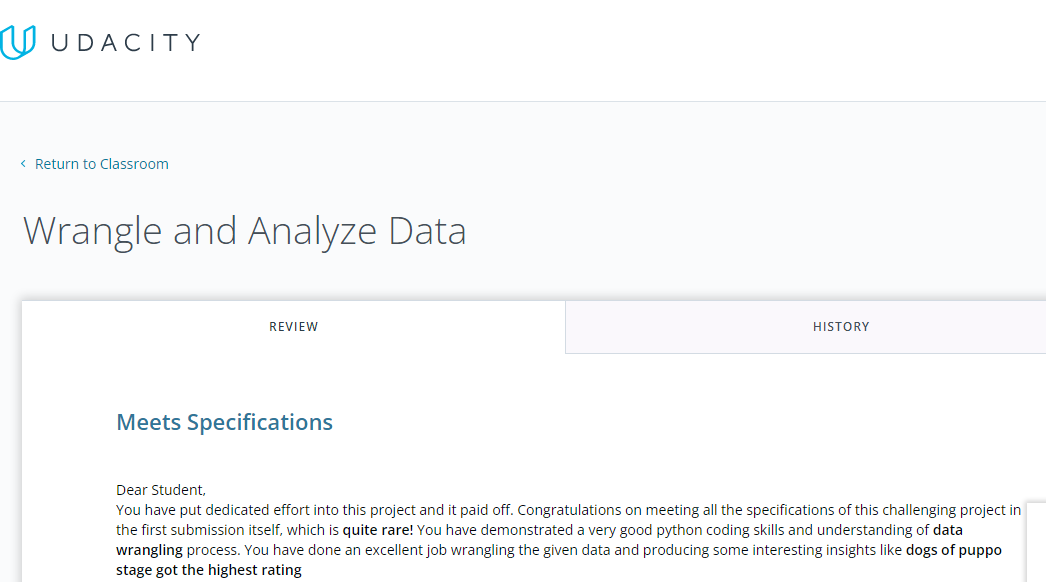 UDACITY
Return to Classroom
Wrangle and Analyze Data
REVIEW
HISTORY
Meets Specifications
Dear Student,
You have put dedicated effort into this project and it paid off. Congratulations on meeting all the specifications of this challenging project in
the first submission itself, which is quite rare! You have demonstrated a very good python coding skills and understanding of data
wrangling process. You have done an excellent job wrangling the given data and producing some interesting insights like dogs of puppo
stage got the highest rating